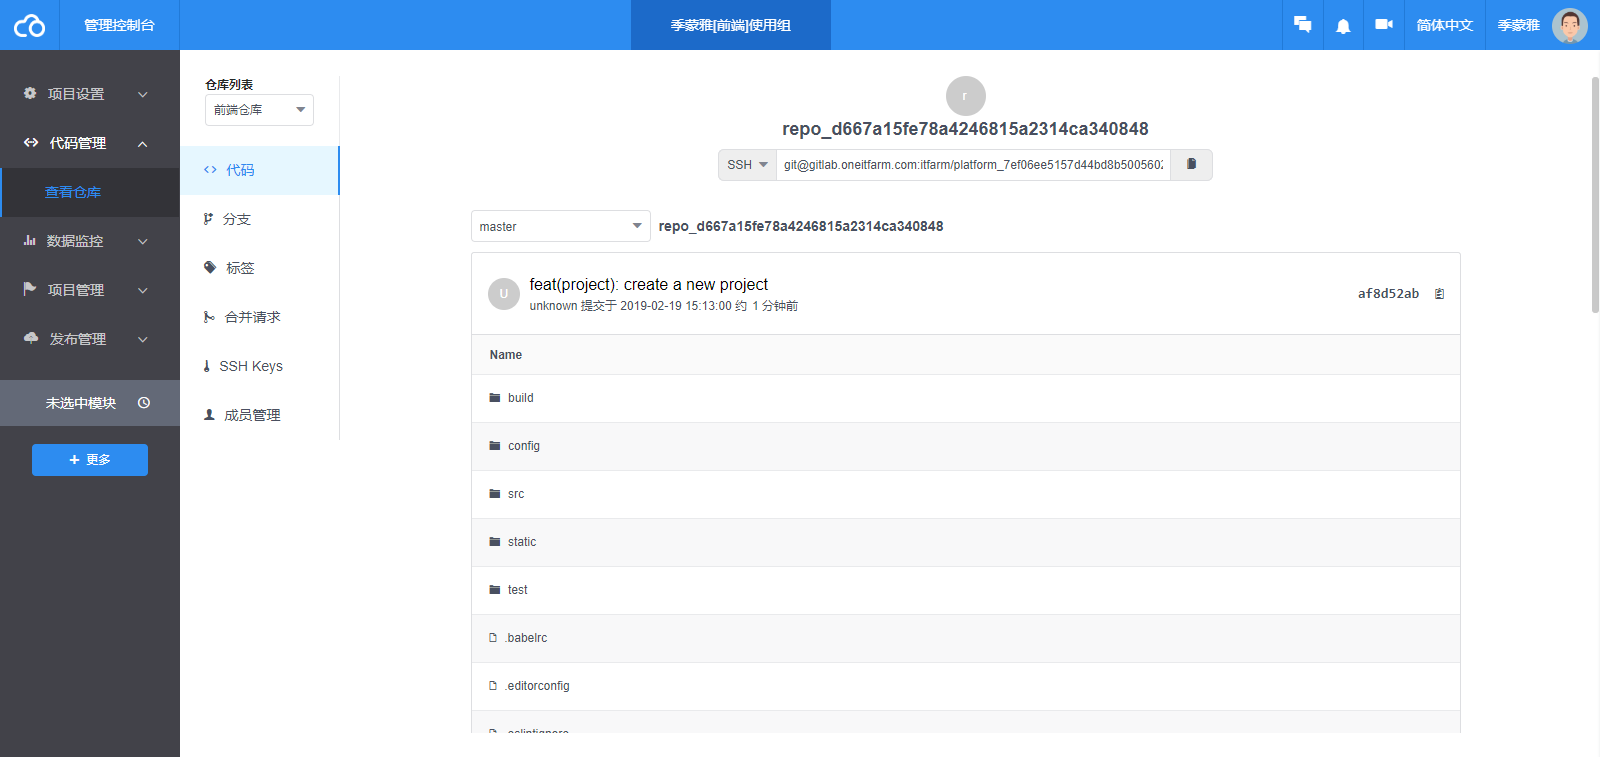 管理控制台
季蒙雅[前端]使用组
简体中文
季蒙雅
项目设置
代码管理
查看仓库
数据监控
项目管理
发布管理
未选中模块
+ 更多
仓库列表
前端仓库
代码
分支
标签
合并请求
SSH Keys
成员管理
r
repo_d667a15fe78a4246815a2314ca340848
SSH git@gitlab.oneitfarm.com:itfarm/platform_7ef06ee5157d44bd8b500560
master repo_d667a15fe78a4246815a2314ca340848
U
feat(project): create a new project
unknown 提交于 2019-02-19 15:13:00 约 1 分钟前
af8d52ab
Name
build
config
src
static
test
.babelrc
.editorconfig